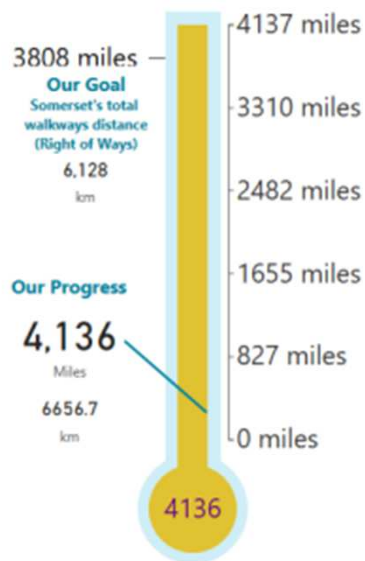 4137 miles
3808 miles
Our Goal
Somerset's total
walkways distance
(Right of Ways)
6,128
km
3310 miles
2482 miles
1655 miles
Our Progress
4,136
Miles
6656.7
km
827 miles
0 miles
4136